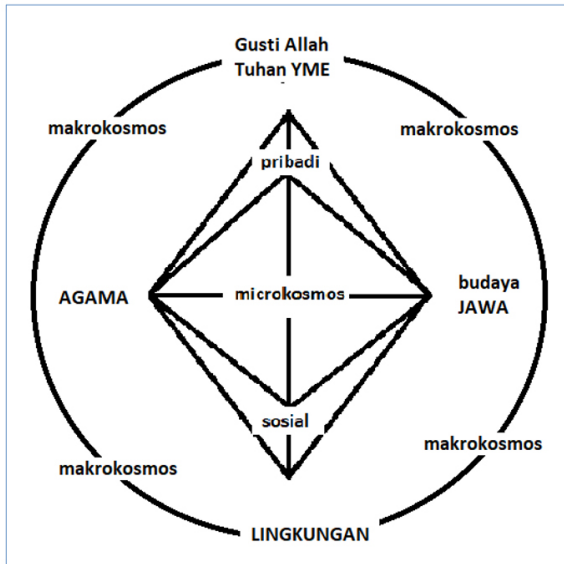 Gusti Allah
Tuhan YME
makrokosmos
makrokosmos
pribadi
AGAMA
microkosmos
budaya
JAWA
sosial
makrokosmos
makrokosmos
LINGKUNGAN